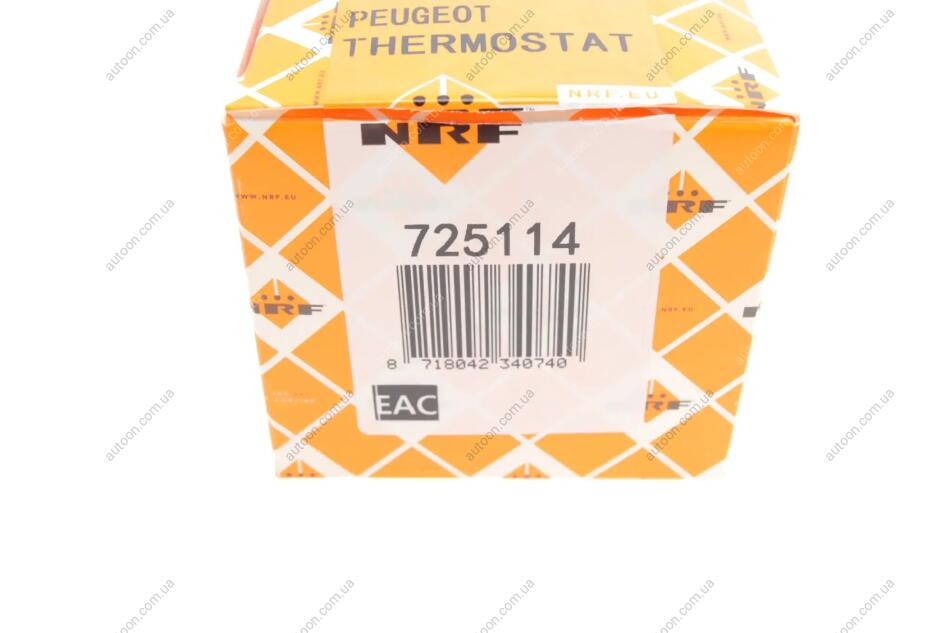 PEUGEOT
THERMOSTAT
NRF.EU
NRF
NRF™
725114
8 718042 340740
EAC
WWW.NRF.EU
NRF
NRF
NRF
autoon.com.ua